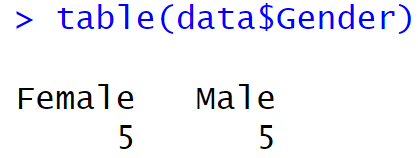 > table(data$Gender)
Female   Male
     5      5